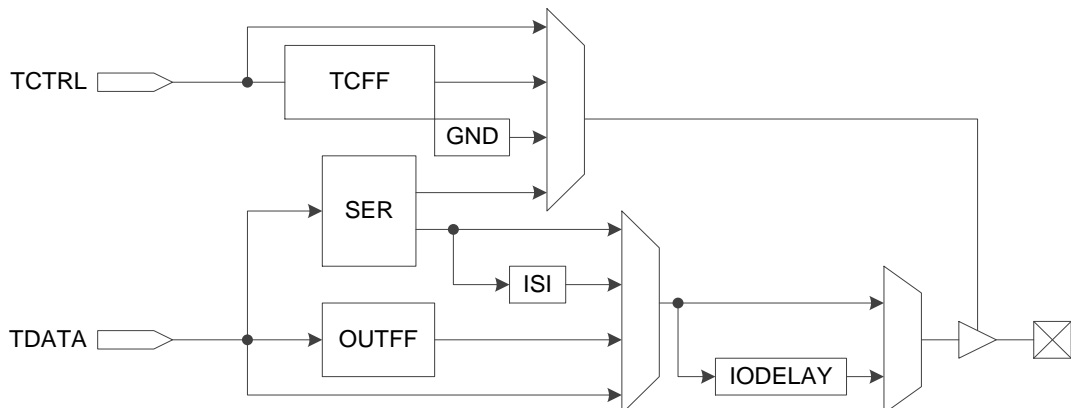 TCTRL
TCFF
GND
SER
ISI
TDATA
OUTFF
IODELAY